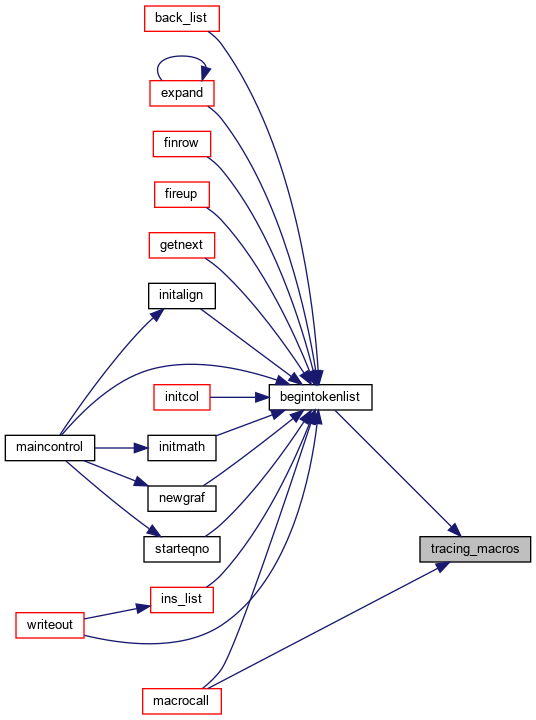 back_list
expand
finrow
fireup
getnext
initalign
initcol
begintokenlist
maincontrol
initmath
newgraf
starteqno
tracing_macros
ins_list
writeout
macrocall